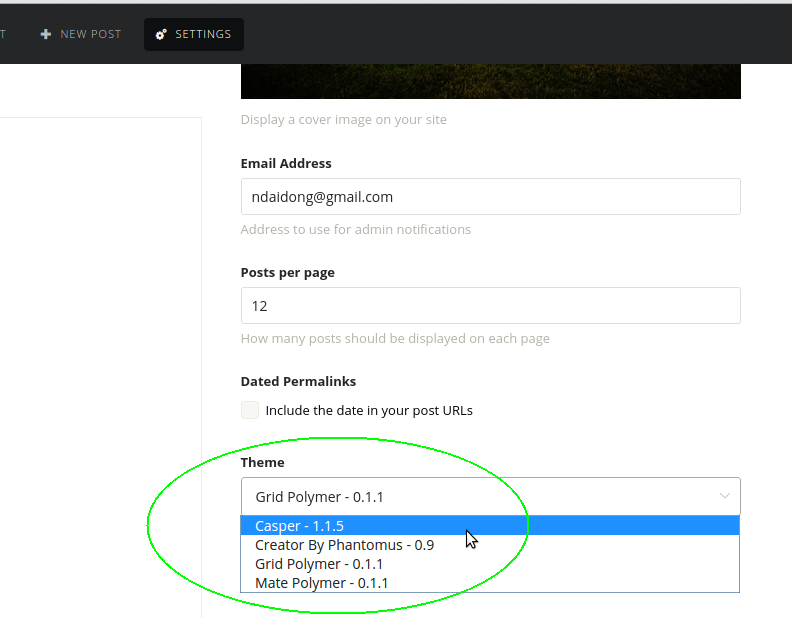 T
NEW POST
SETTINGS
Display a cover image on your site
Email Address
ndaidong@gmail.com
Address to use for admin notifications
Posts per page
12
How many posts should be displayed on each page
Dated Permalinks
Include the date in your post URLs
Theme
Grid Polymer - 0.1.1
Casper - 1.1.5
Creator By Phantomus - 0.9
Grid Polymer - 0.1.1
Mate Polymer - 0.1.1